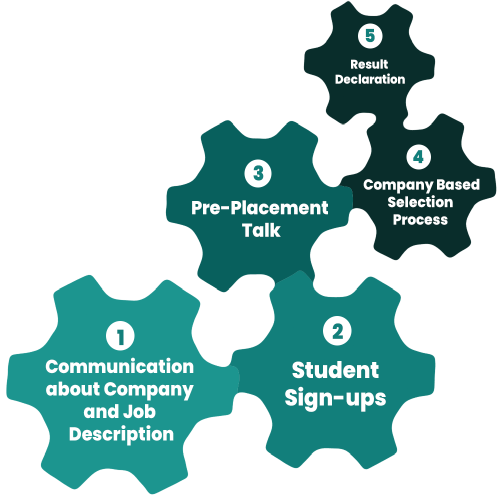 5
Result
Declaration
4
Company Based
Selection
Process
3
Pre-Placement
Talk
2
Student
Sign-ups
1
Communication
about Company
and Job
Description